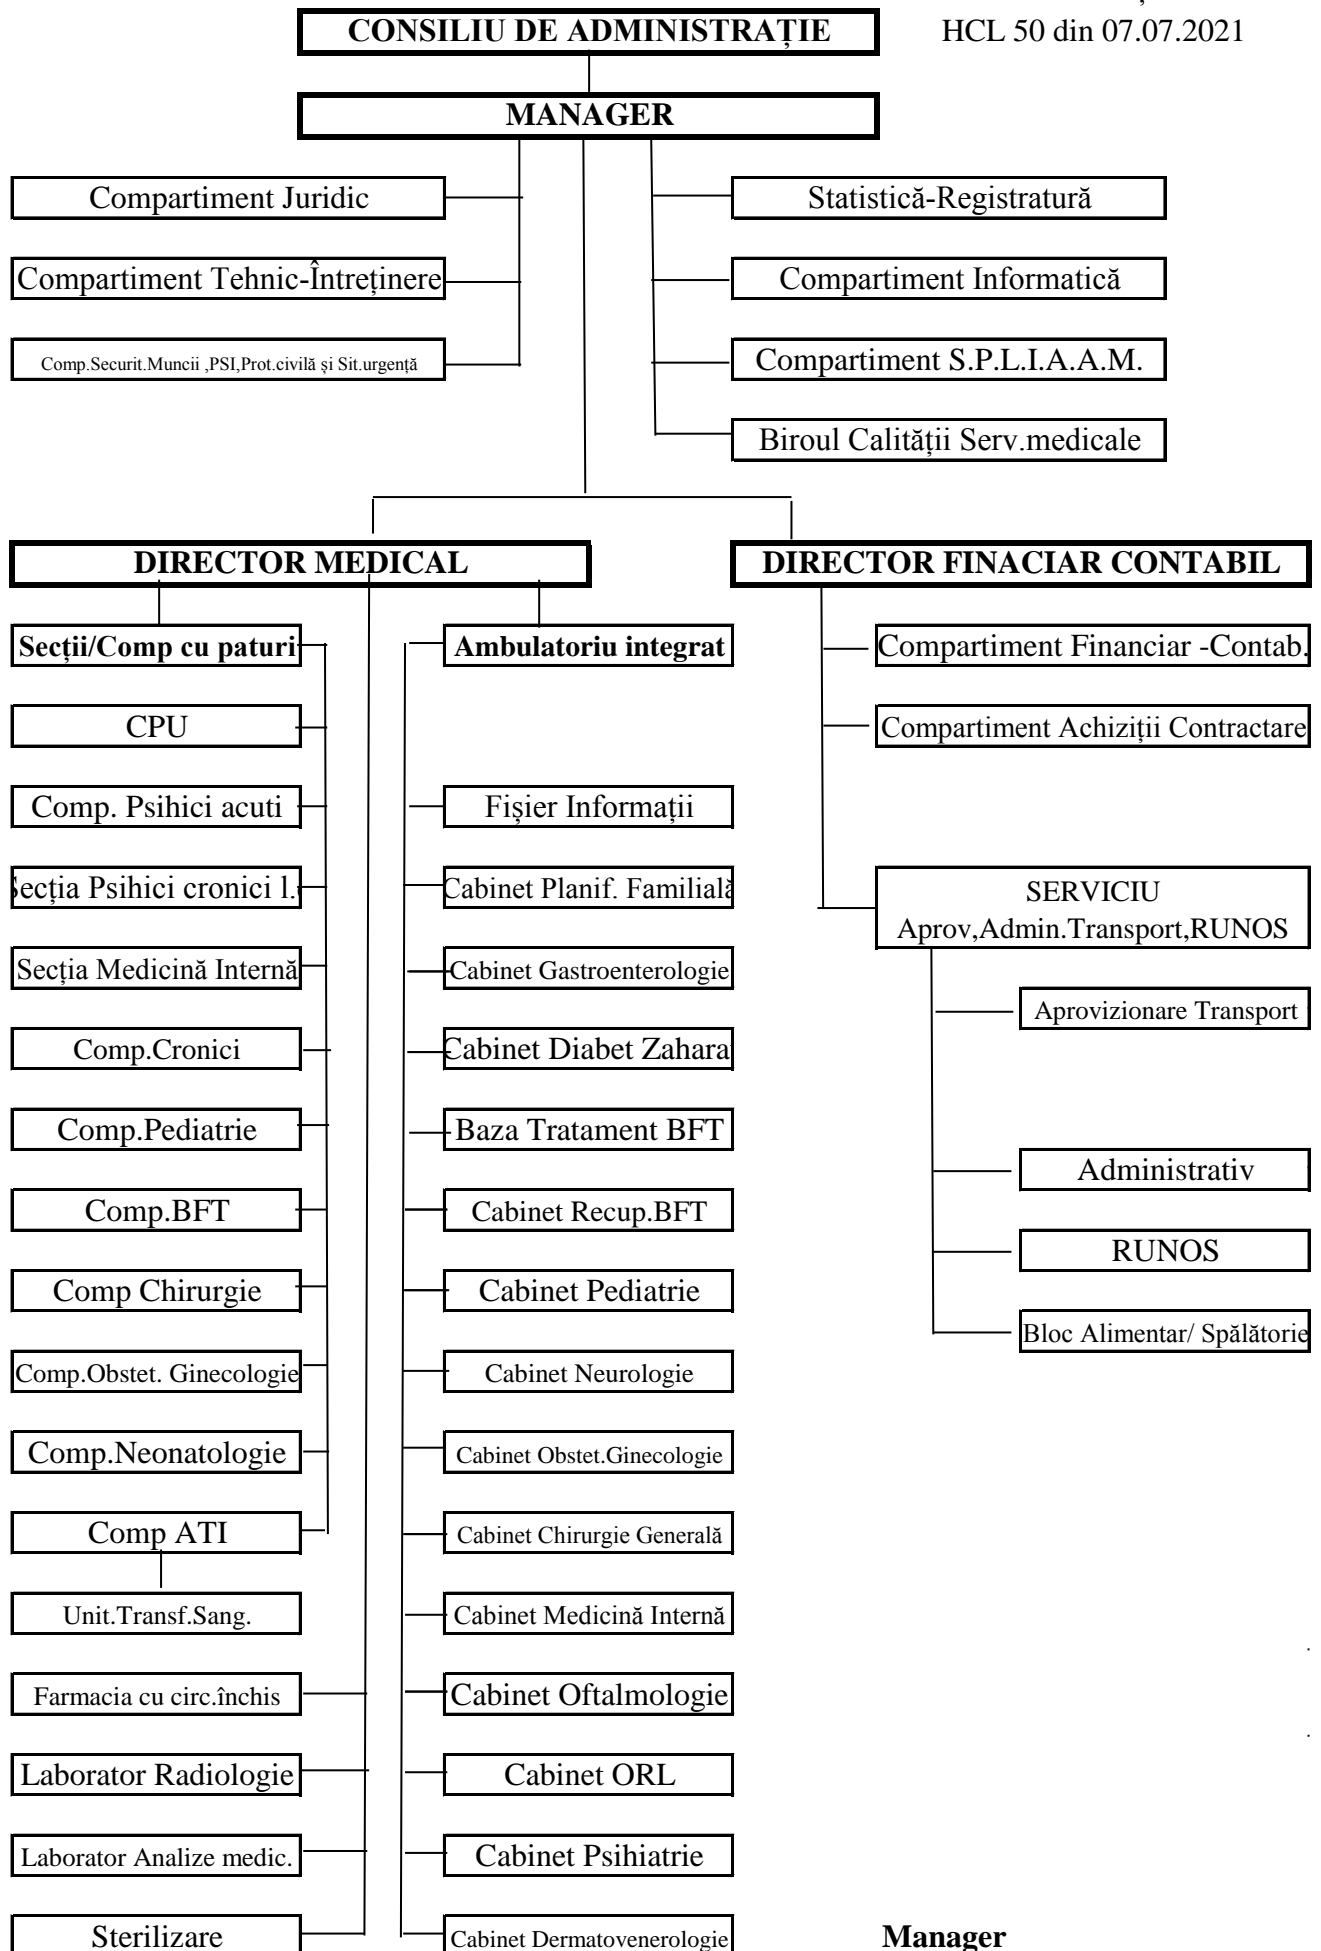 CONSILIU DE ADMINISTRAȚIE
HCL 50 din 07.07.2021
MANAGER
Compartiment Juridic
Statistică-Registratură
Compartiment Tehnic-Întreținere
Compartiment Informatică
Comp.Securit.Muncii ,PSI,Prot.civilă și Sit.urgență
Compartiment S.P.L.I.A.A.M.
Biroul Calității Serv.medicale
DIRECTOR MEDICAL
DIRECTOR FINACIAR CONTABIL
Secții/Comp cu paturi
Ambulatoriu integrat
Compartiment Financiar -Contab.
CPU
Compartiment Achiziții Contractare
Comp. Psihici acuti
Fișier Informații
Secția Psihici cronici l.
Cabinet Planif. Familială
SERVICIU
Aprov,Admin.Transport,RUNOS
Secția Medicină Internă
Cabinet Gastroenterologie
Aprovizionare Transport
Comp.Cronici
Cabinet Diabet Zahara
Comp.Pediatrie
Baza Tratament BFT
Administrativ
Comp.BFT
Cabinet Recup.BFT
RUNOS
Comp Chirurgie
Cabinet Pediatrie
Bloc Alimentar/ Spălătorie
Comp.Obstet. Ginecologie
Cabinet Neurologie
Comp.Neonatologie
Cabinet Obstet.Ginecologie
Comp ATI
Cabinet Chirurgie Generală
Unit.Transf.Sang.
Cabinet Medicină Internă
Farmacia cu circ.închis
Cabinet Oftalmologie
Laborator Radiologie
Cabinet ORL
Laborator Analize medic.
Cabinet Psihiatrie
Sterilizare
Cabinet Dermatovenerologie
Manager